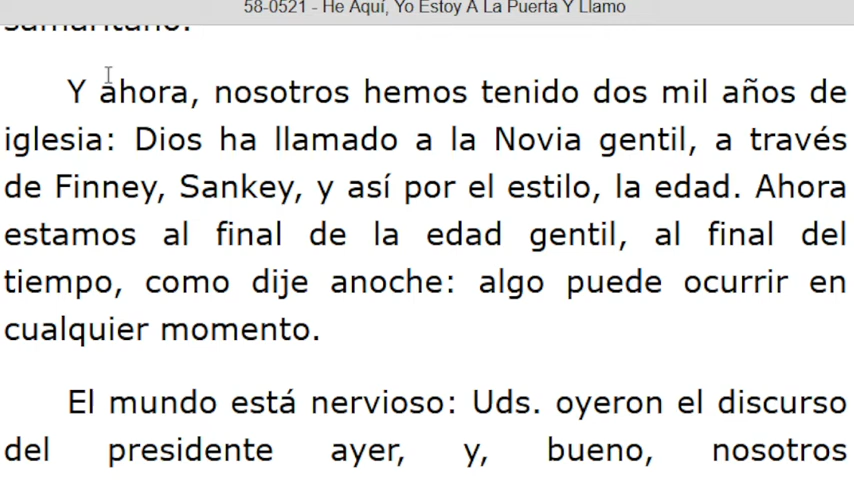 58-0521 - He Aquí, Yo Estoy A La Puerta Y Llamo
samaritano.
Y ahora, nosotros hemos tenido dos mil años de
iglesia: Dios ha llamado a la Novia gentil, a través
de Finney, Sankey, y así por el estilo, la edad. Ahora
estamos al final de la edad gentil, al final del
tiempo, como dije anoche: algo puede ocurrir en
cualquier momento.
El mundo está nervioso: Uds. oyeron el discurso
del presidente ayer, y, bueno, nosotros